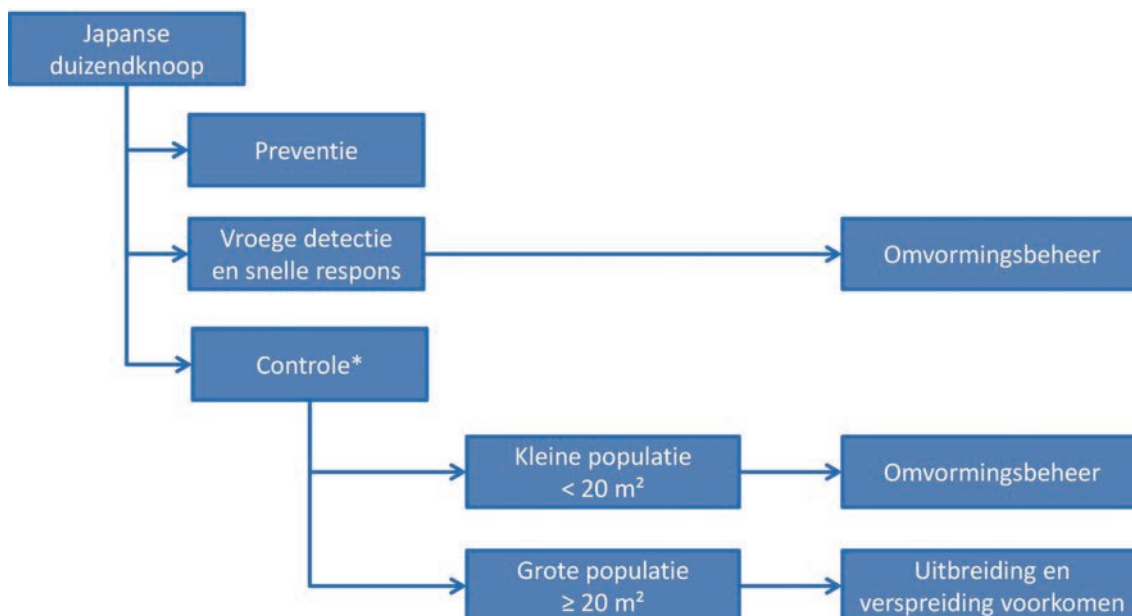 Japanse
duizendknoop
Preventie
Vroege detectie
en snelle respons
Omvormingsbeheer
Controle*
Kleine populatie
< 20 m²
Omvormingsbeheer
Grote populatie
≥ 20 m²
Uitbreiding en
verspreiding voorkomen